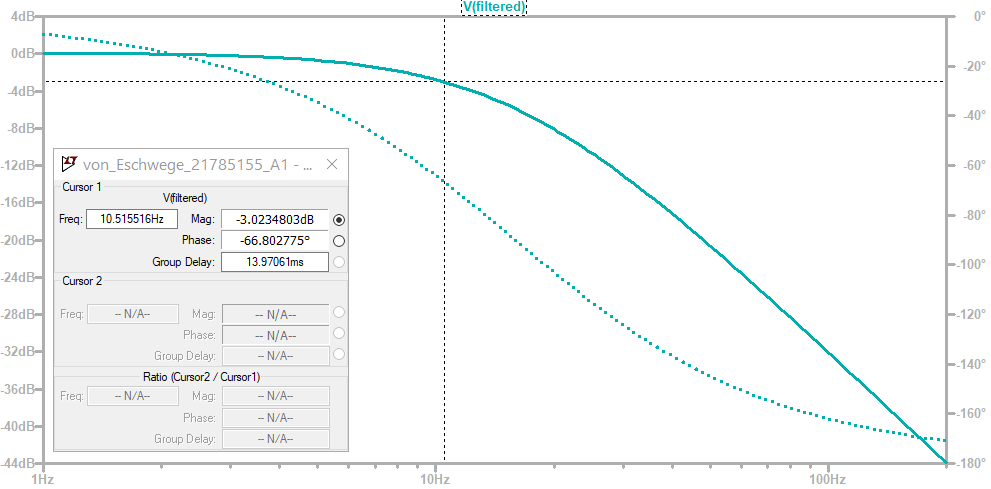 V(filtered)
4dB
0dB
-4dB
-8dB
-12dB
-16dB
-20dB
-24dB
-28dB
-32dB
-36dB
-40dB
-44dB
von_Eschwege_21785155_A1 - ...
Cursor 1
V(filtered)
Freq: 10.515516Hz Mag: -3.0234803dB
Phase: -66.802775°
Group Delay: 13.97061ms
Cursor 2
Freq: -- N/A-- Mag: -- N/A--
Phase: -- N/A--
Group Delay: -- N/A--
Ratio (Cursor2 / Cursor1)
Freq: -- N/A-- Mag: -- N/A--
Phase: -- N/A--
Group Delay: -- N/A--
0°
-20°
-40°
-60°
-80°
-100°
-120°
-140°
-160°
-180°
1Hz 10Hz 100Hz